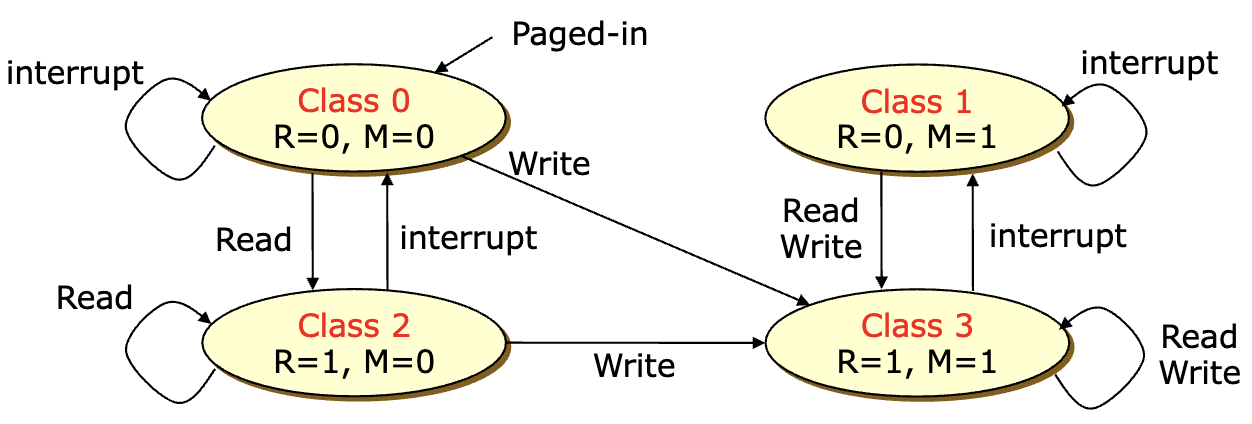 Paged-in
interrupt
Class 0
R=0, M=0
Class 1
R=0, M=1
interrupt
Write
Read
interrupt
Read
Write
interrupt
Read
Class 2
R=1, M=0
Write
Class 3
R=1, M=1
Read
Write